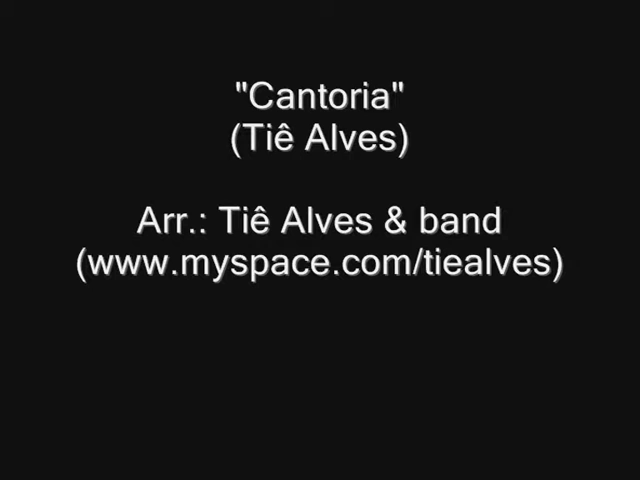 "Cantoria"
(Tiê Alves)
Arr.: Tiê Alves & band
(www.myspace.com/tiealves)